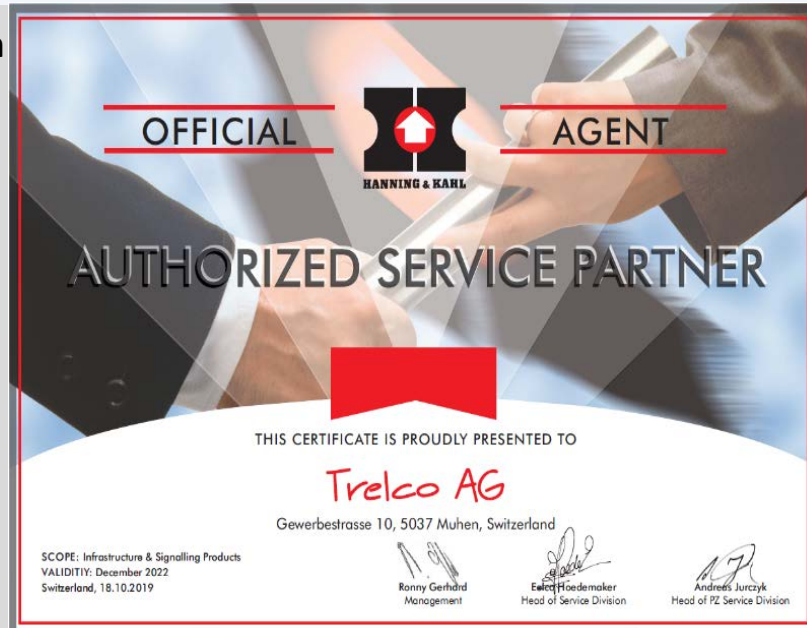 OFFICIAL
AGENT
HANNING & KAHL
AUTHORIZED SERVICE PARTNER
THIS CERTIFICATE IS PROUDLY PRESENTED TO
Trelco AG
Gewerbestrasse 10, 5037 Muhen, Switzerland
SCOPE: Infrastructure & Signalling Products
VALIDITIY: December 2022
Switzerland, 18.10.2019
Ronny Gerhard
Management
Hoedemaker
Head of Service Division
Andreas Jurczyk
Head of PZ Service Division